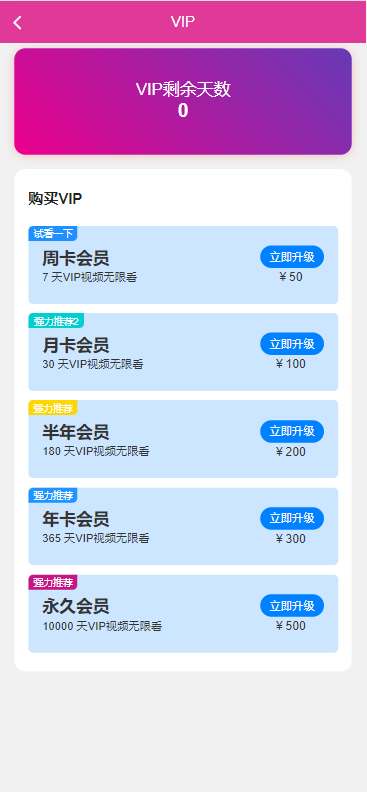 VIP
VIP剩余天数
0
购买VIP
试看一下
周卡会员
立即升级
7 天VIP视频无限看
¥ 50
强力推荐2
月卡会员
立即升级
30 天VIP视频无限看
¥ 100
强力推荐
半年会员
立即升级
180 天VIP视频无限看
¥ 200
强力推荐
年卡会员
立即升级
365 天VIP视频无限看
¥ 300
强力推荐
永久会员
立即升级
10000 天VIP视频无限看
¥ 500